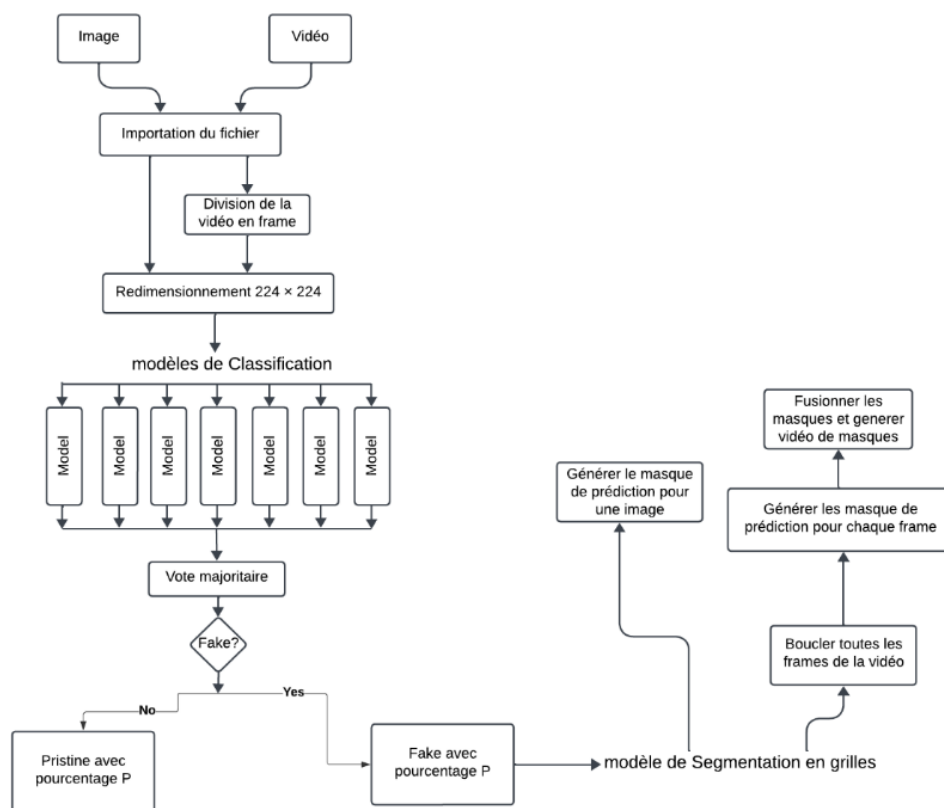 Image
Vidéo
Importation du fichier
Division de la
vidéo en frame
Redimensionnement 224 × 224
modèles de Classification
Model
Model
Model
Model
Model
Model
Model
Vote majoritaire
Fake?
No
Yes
Pristine avec
pourcentage P
Fake avec
pourcentage P
modèle de Segmentation en grilles
Générer le masque
de prédiction pour
une image
Boucler toutes les
frames de la vidéo
Générer les masque de
prédiction pour chaque frame
Fusionner les
masques et genérer
vidéo de masques